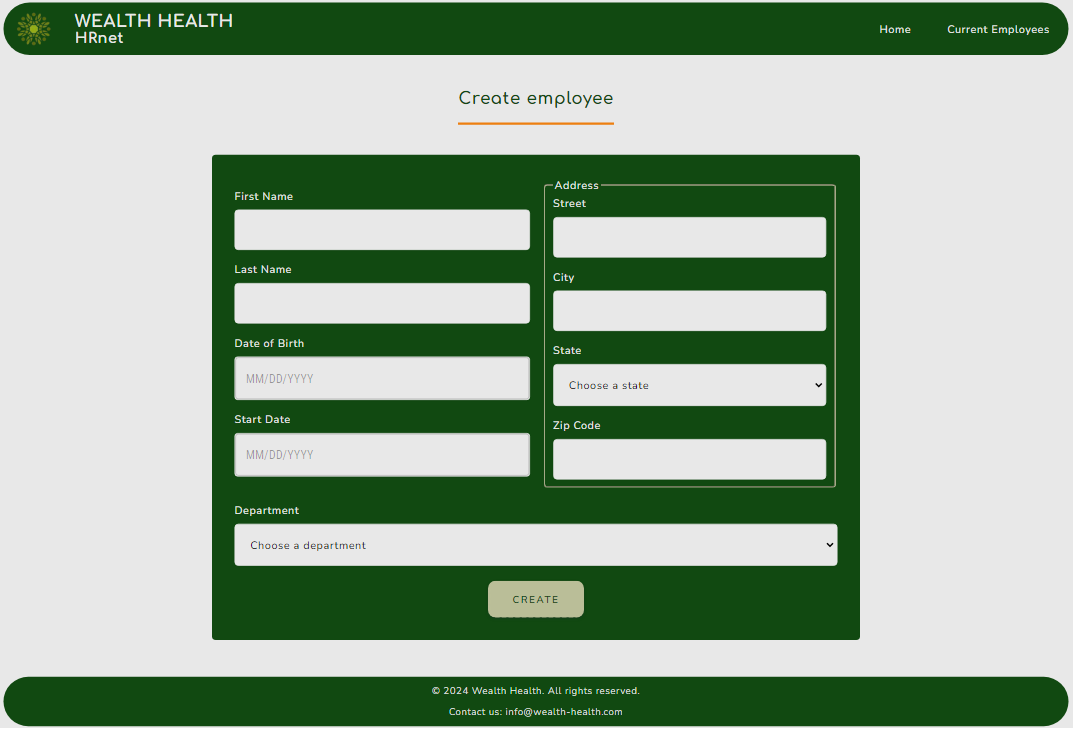 WEALTH HEALTH
HRnet
Home
Current Employees
Create employee
First Name
Last Name
Date of Birth
MM/DD/YYYY
Start Date
MM/DD/YYYY
Address
Street
City
State
Choose a state
Zip Code
Department
Choose a department
CREATE
© 2024 Wealth Health. All rights reserved.
Contact us: info@wealth-health.com